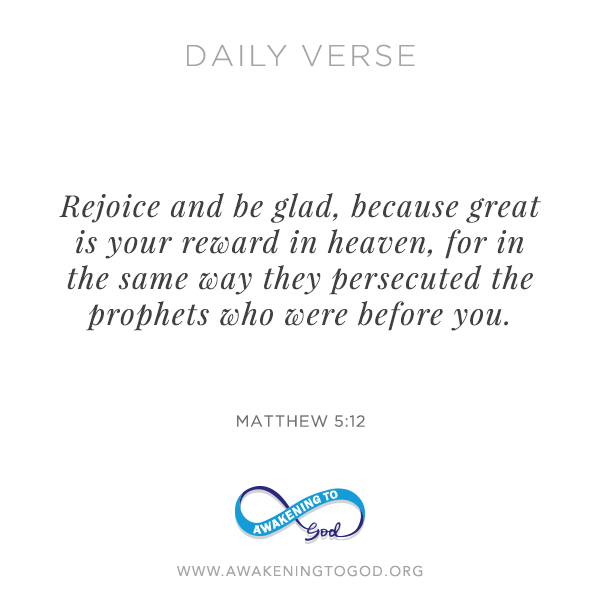 DAILY VERSE
Rejoice and be glad, because great
is your reward in heaven, for in
the same way they persecuted the
prophets who were before you.
MATTHEW 5:12
AWAKENING TO
God
WWW.AWAKENINGTOGOD.ORG